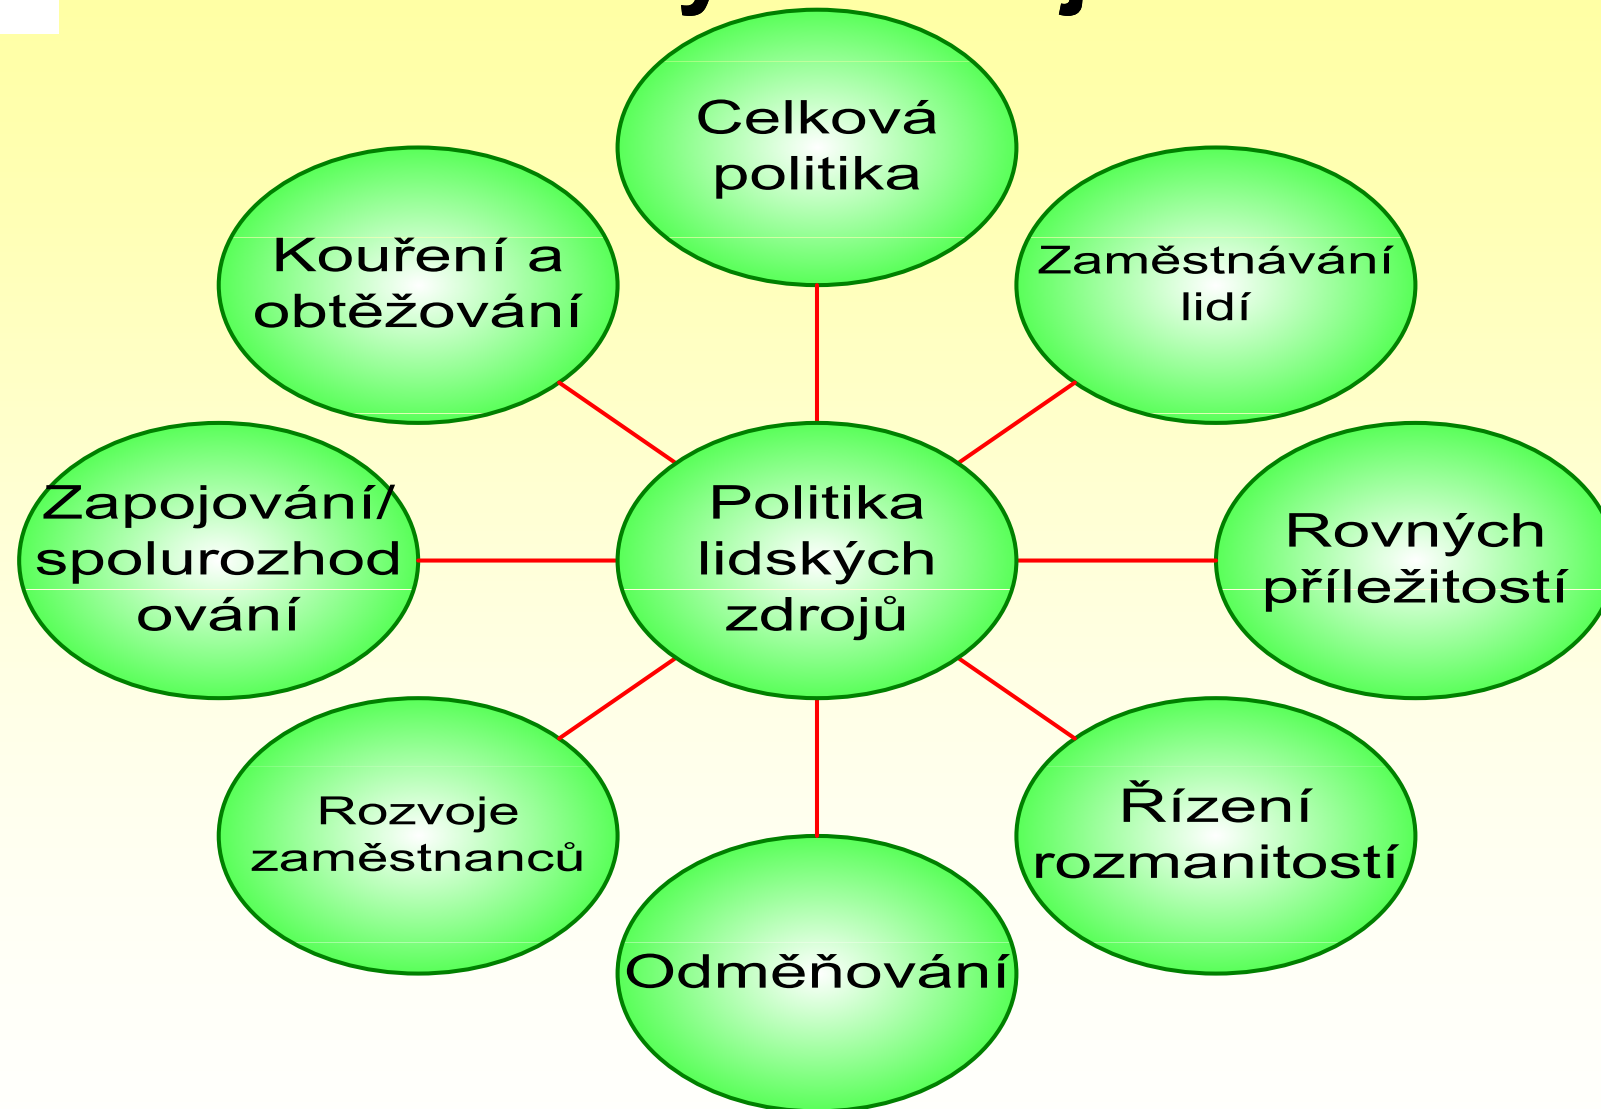 Celková
politika
Kouření a
obtěžování
Zaměstnávání
lidí
Zapojování/
spolurozhod
ování
Politika
lidských
zdrojů
Rovných
příležitostí
Rozvoje
zaměstnanců
Řízení
rozmanitostí
Odměňování